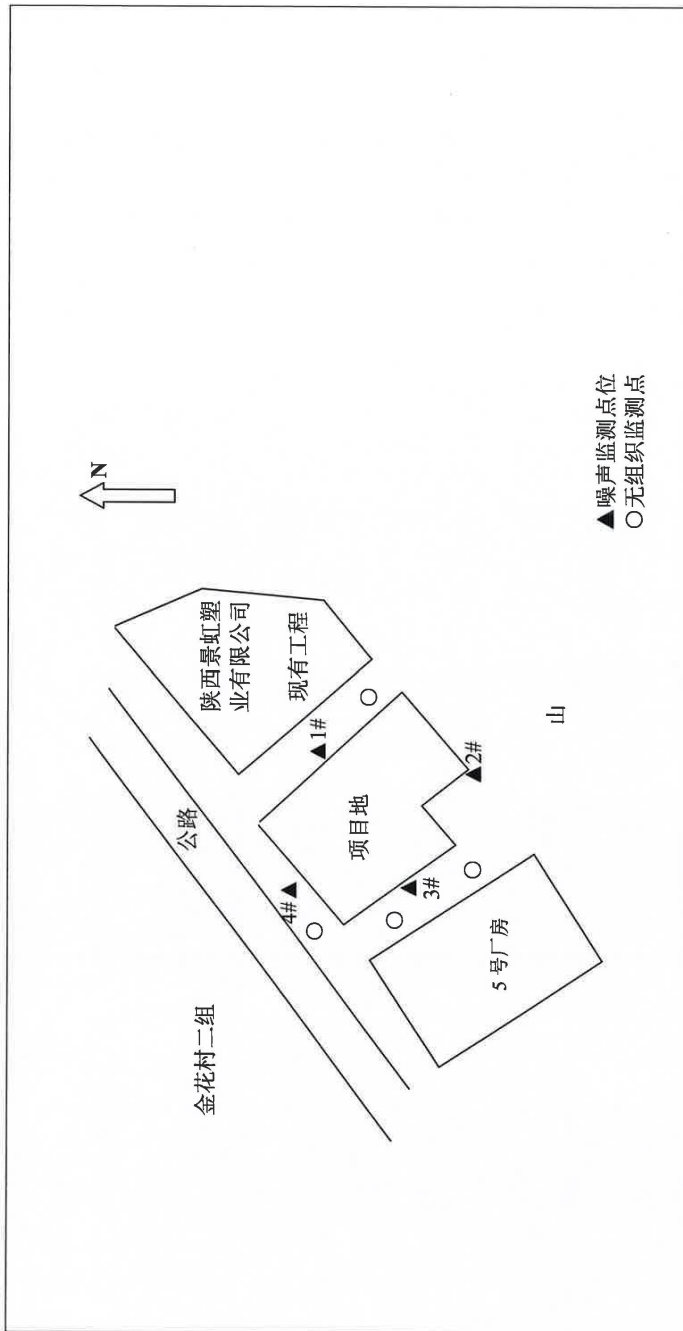 N
陕西景虹塑
业有限公司
现有工程
公路
1#
项目地
4#
2#
3#
金花村二组
5 号厂房
山
▲噪声监测点位
○无组织监测点